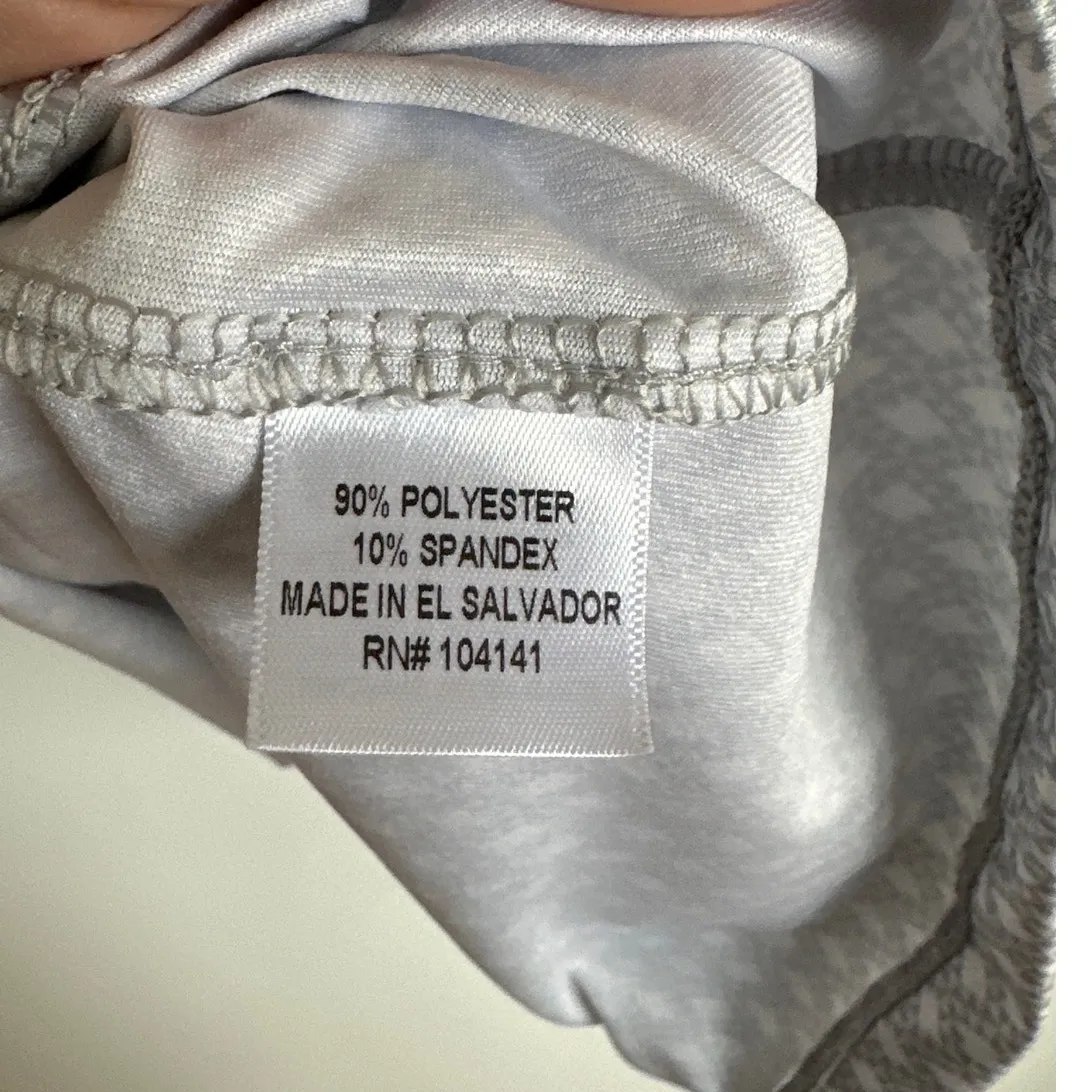 90% POLYESTER
10% SPANDEX
MADE IN EL SALVADOR
RN# 104141